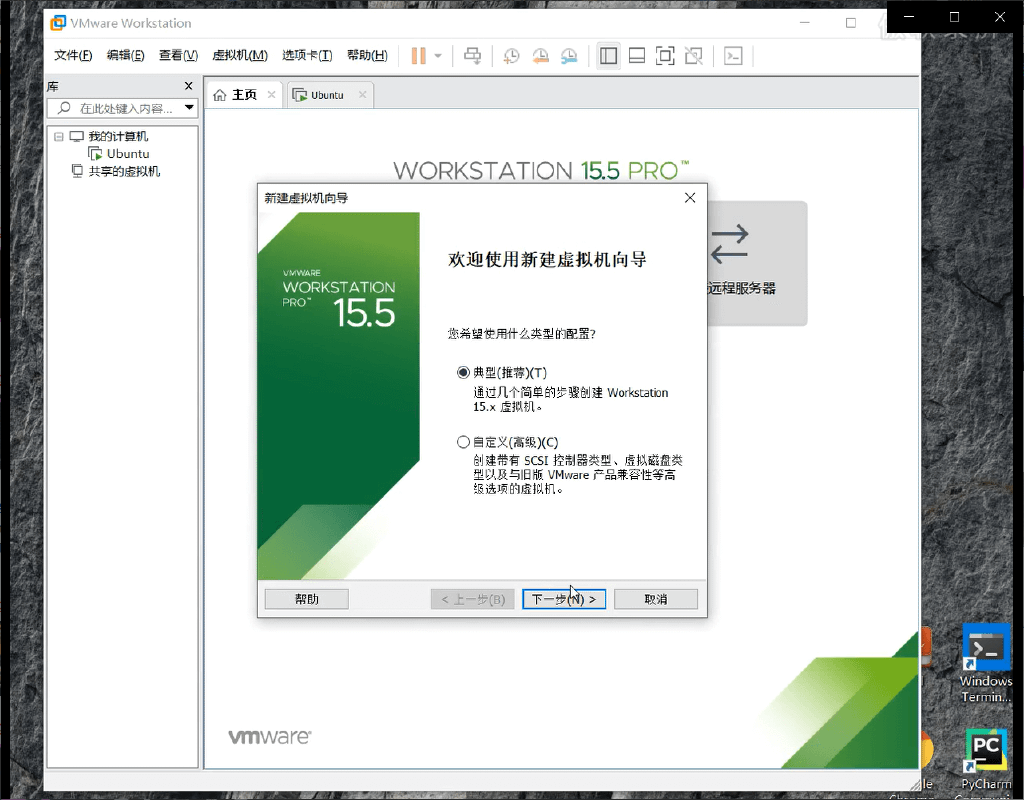 VMware Workstation
文件(F) 编辑(E) 查看(V) 虚拟机(M) 选项卡(T) 帮助(H)
库
在此处键入内容...
主页
Ubuntu
我的计算机
Ubuntu
共享的虚拟机
WORKSTATION 15.5 PRO™
远程服务器
新建虚拟机向导
VMWARE
WORKSTATION
PRO™ 15.5
欢迎使用新建虚拟机向导
您希望使用什么类型的配置?
典型(推荐)(T)
通过几个简单的步骤创建 Workstation
15.x 虚拟机。
自定义(高级)(C)
创建带有 SCSI 控制器类型、虚拟磁盘类
型以及与旧版 VMware 产品兼容性等高
级选项的虚拟机。
帮助
< 上一步(B)
下一步(N) >
取消
vmware
Windows
Termin...
PC
PyCharm